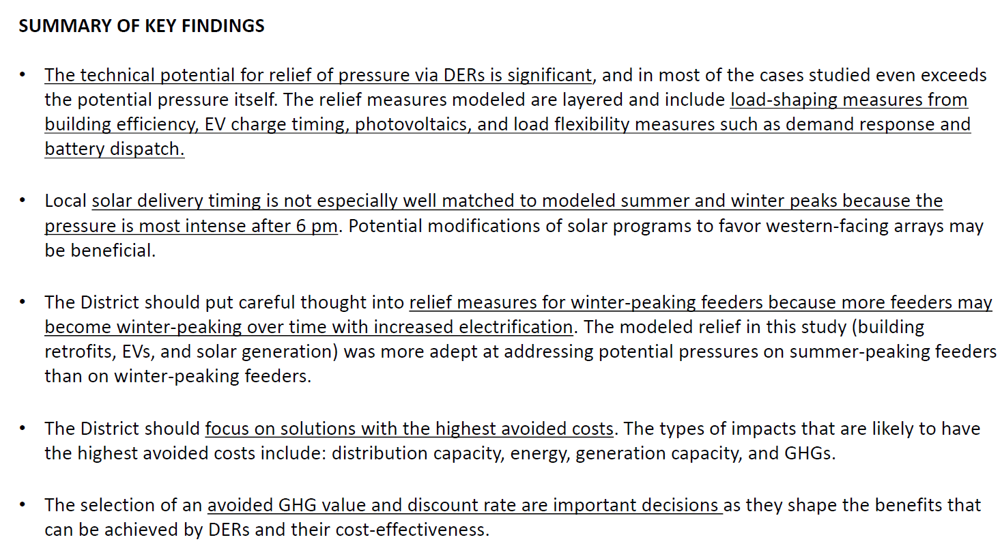 SUMMARY OF KEY FINDINGS
• The technical potential for relief of pressure via DERs is significant, and in most of the cases studied even exceeds
the potential pressure itself. The relief measures modeled are layered and include load-shaping measures from
building efficiency, EV charge timing, photovoltaics, and load flexibility measures such as demand response and
battery dispatch.
• Local solar delivery timing is not especially well matched to modeled summer and winter peaks because the
pressure is most intense after 6 pm. Potential modifications of solar programs to favor western-facing arrays may
be beneficial.
• The District should put careful thought into relief measures for winter-peaking feeders because more feeders may
become winter-peaking over time with increased electrification. The modeled relief in this study (building
retrofits, EVs, and solar generation) was more adept at addressing potential pressures on summer-peaking feeders
than on winter-peaking feeders.
• The District should focus on solutions with the highest avoided costs. The types of impacts that are likely to have
the highest avoided costs include: distribution capacity, energy, generation capacity, and GHGs.
• The selection of an avoided GHG value and discount rate are important decisions as they shape the benefits that
can be achieved by DERs and their cost-effectiveness.